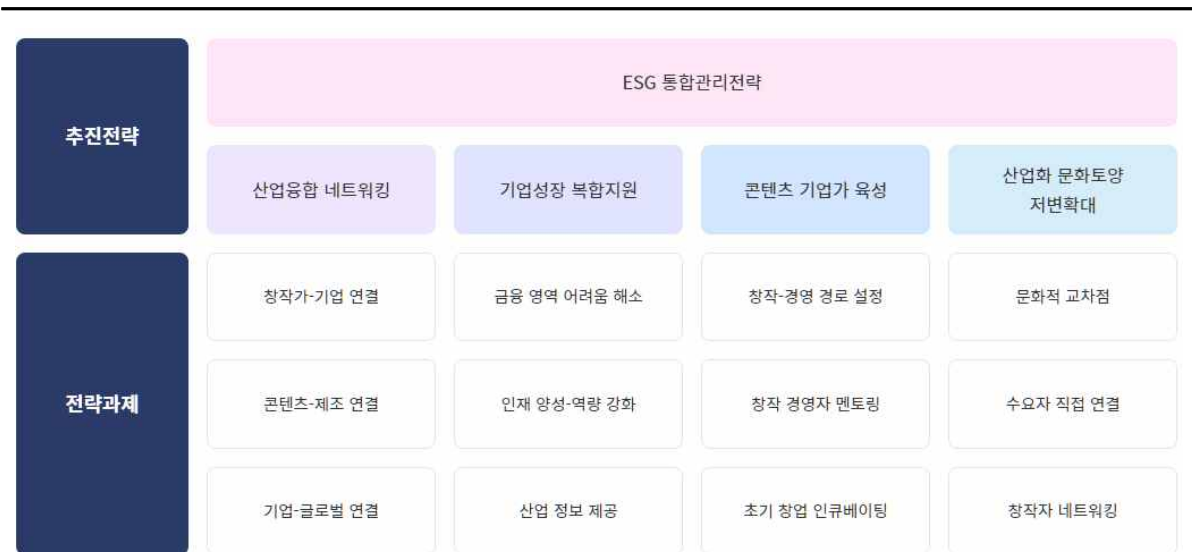 추진전략
ESG 통합관리전략
산업융합 네트워킹
기업성장 복합지원
콘텐츠 기업가 육성
산업화 문화토양
저변확대
전략과제
창작가-기업 연결
금융 영역 어려움 해소
창작-경영 경로 설정
문화적 교차점
콘텐츠-제조 연결
인재 양성-역량 강화
창작 경영자 멘토링
수요자 직접 연결
기업-글로벌 연결
산업 정보 제공
초기 창업 인큐베이팅
창작자 네트워킹